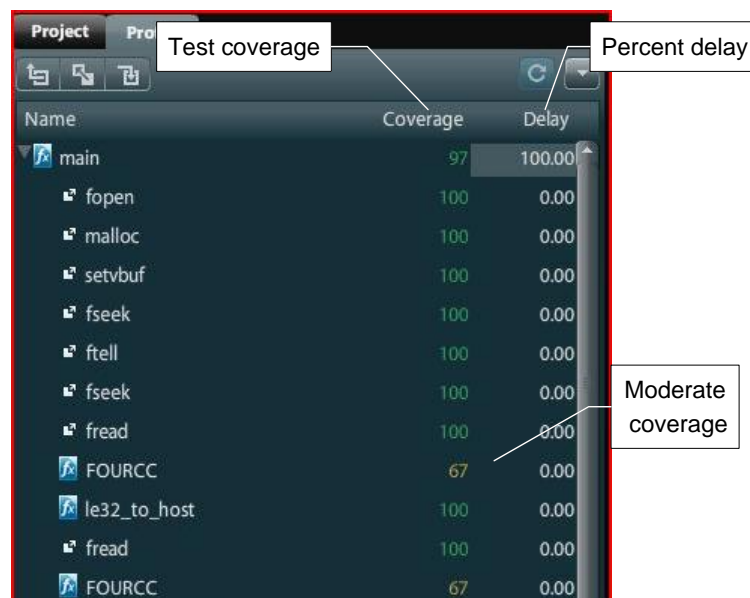 Project Pro
Test coverage
Percent delay
Name Coverage Delay
main 97 100.00
fopen 100 0.00
malloc 100 0.00
setvbuf 100 0.00
fseek 100 0.00
ftell 100 0.00
fseek 100 0.00
Moderate
coverage
fread 100 0.00
FOURCC 67 0.00
le32_to_host 100 0.00
fread 100 0.00
FOURCC 67 0.00